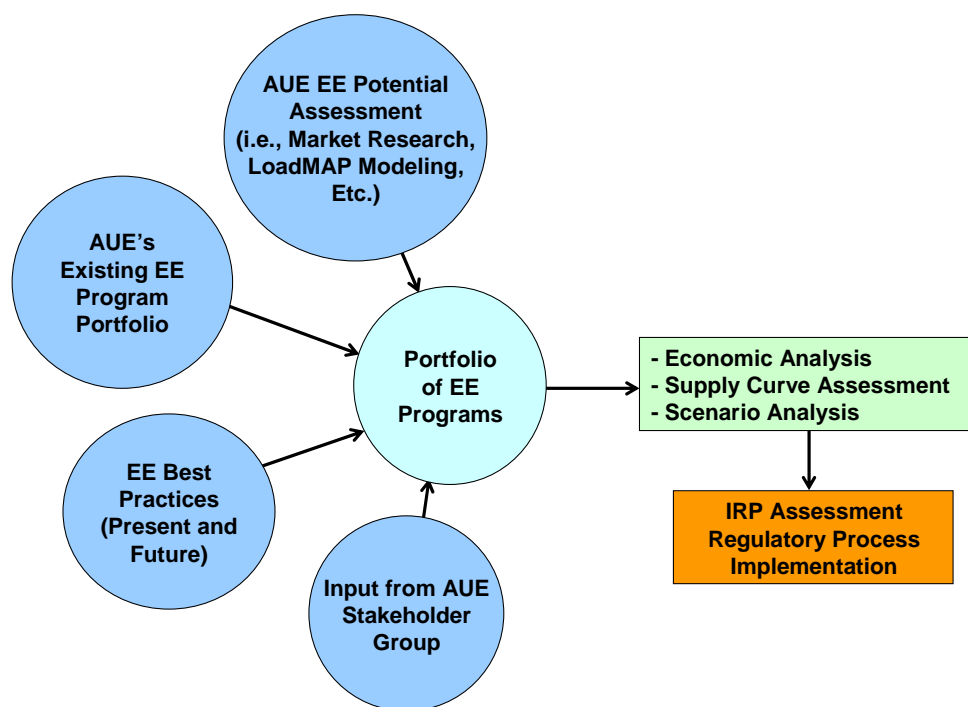 AUE EE Potential
Assessment
(i.e., Market Research,
LoadMAP Modeling,
Etc.)
AUE's
Existing EE
Program
Portfolio
Portfolio
of EE
Programs
- Economic Analysis
- Supply Curve Assessment
- Scenario Analysis
EE Best
Practices
(Present and
Future)
IRP Assessment
Regulatory Process
Implementation
Input from AUE
Stakeholder
Group